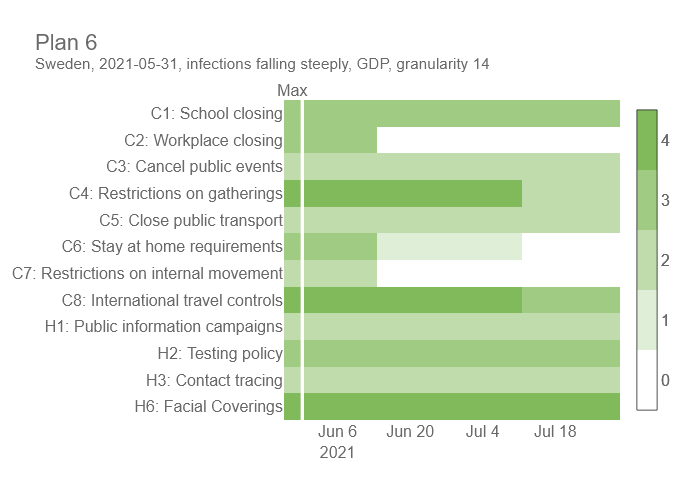 Plan 6
Sweden, 2021-05-31, infections falling steeply, GDP, granularity 14
Max
C1: School closing
C2: Workplace closing
C3: Cancel public events
C4: Restrictions on gatherings
C5: Close public transport
C6: Stay at home requirements
C7: Restrictions on internal movement
C8: International travel controls
H1: Public information campaigns
H2: Testing policy
H3: Contact tracing
H6: Facial Coverings
Jun 6 Jun 20 Jul 4 Jul 18
2021
4
3
2
1
0